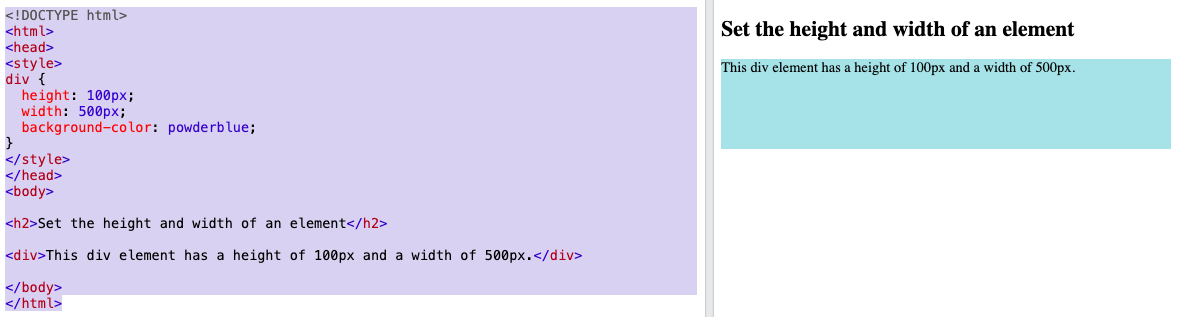 <!DOCTYPE html>
<html>
<head>
<style>
div {
  height: 100px;
  width: 500px;
  background-color: powderblue;
}
</style>
</head>
<body>

<h2>Set the height and width of an element</h2>

<div>This div element has a height of 100px and a width of 500px.</div>

</body>
</html>
Set the height and width of an element
This div element has a height of 100px and a width of 500px.